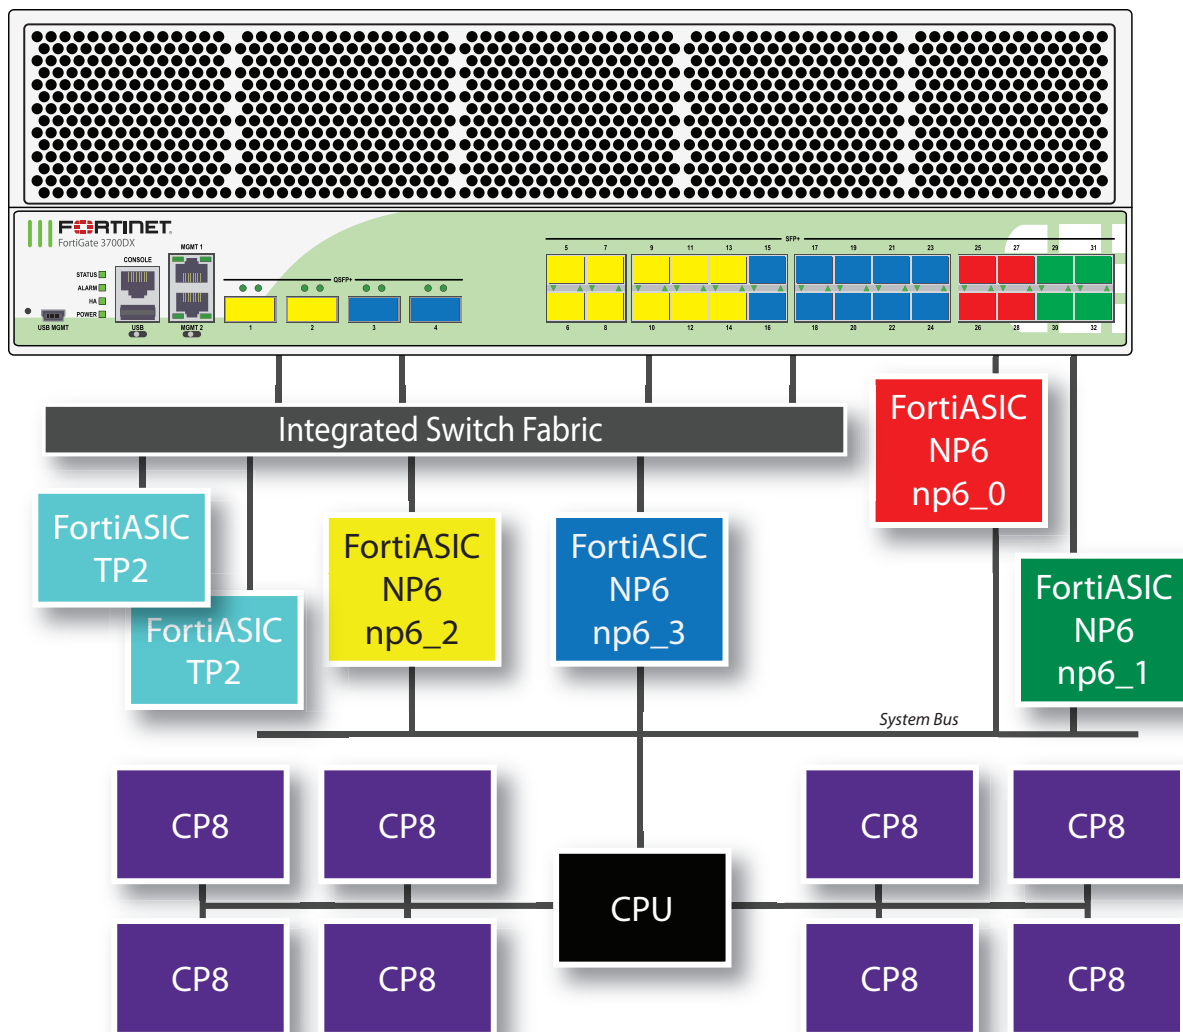 FORTINET
FortiGate 3700DX
STATUS
ALARM
HA
POWER
USB MGMT
CONSOLE
USB
MGMT 1
MGMT 2
QSFP+
1 2 3 4
SFP+
5 7 9 11 13 15 17 19 21 23 25 27 29 31
6 8 10 12 14 16 18 20 22 24 26 28 30 32
Integrated Switch Fabric
FortiASIC
NP6
np6_0
FortiASIC
TP2
FortiASIC
TP2
FortiASIC
NP6
np6_2
FortiASIC
NP6
np6_3
FortiASIC
NP6
np6_1
System Bus
CP8 CP8 CP8 CP8
CPU
CP8 CP8 CP8 CP8